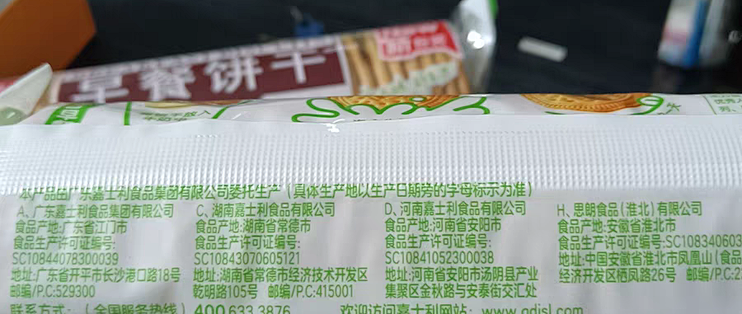 早餐饼干
本产品由广东嘉士利食品集团有限公司委托生产（具体生产地以生产日期旁的字母标示为准）
A、广东嘉士利食品集团有限公司
食品产地:广东省江门市
食品生产许可证编号:
SC10844078300039
地址:广东省开平市长沙港口路18号
邮编/P.C:529300
C、湖南嘉士利食品有限公司
食品产地:湖南省常德市
食品生产许可证编号:
SC10843070605121
地址:湖南省常德市经济技术开发区
乾明路105号 邮编/P.C:415001
D、河南嘉士利食品有限公司
食品产地:河南省安阳市
食品生产许可证编号:
SC10841052300038
地址:河南省安阳市汤阴县产业
集聚区金秋路与安泰街交汇处
H、思朗食品(淮北)有限公司
食品产地:安徽省淮北市
食品生产许可证编号:
SC108340603
地址:中国安徽省淮北市凤凰山(食品
经济开发区栖凤路26号 邮编/P.C:2
联系方式:（全国服务热线）400 633 3876 欢迎访问嘉士利网站:www.gdjsl.com